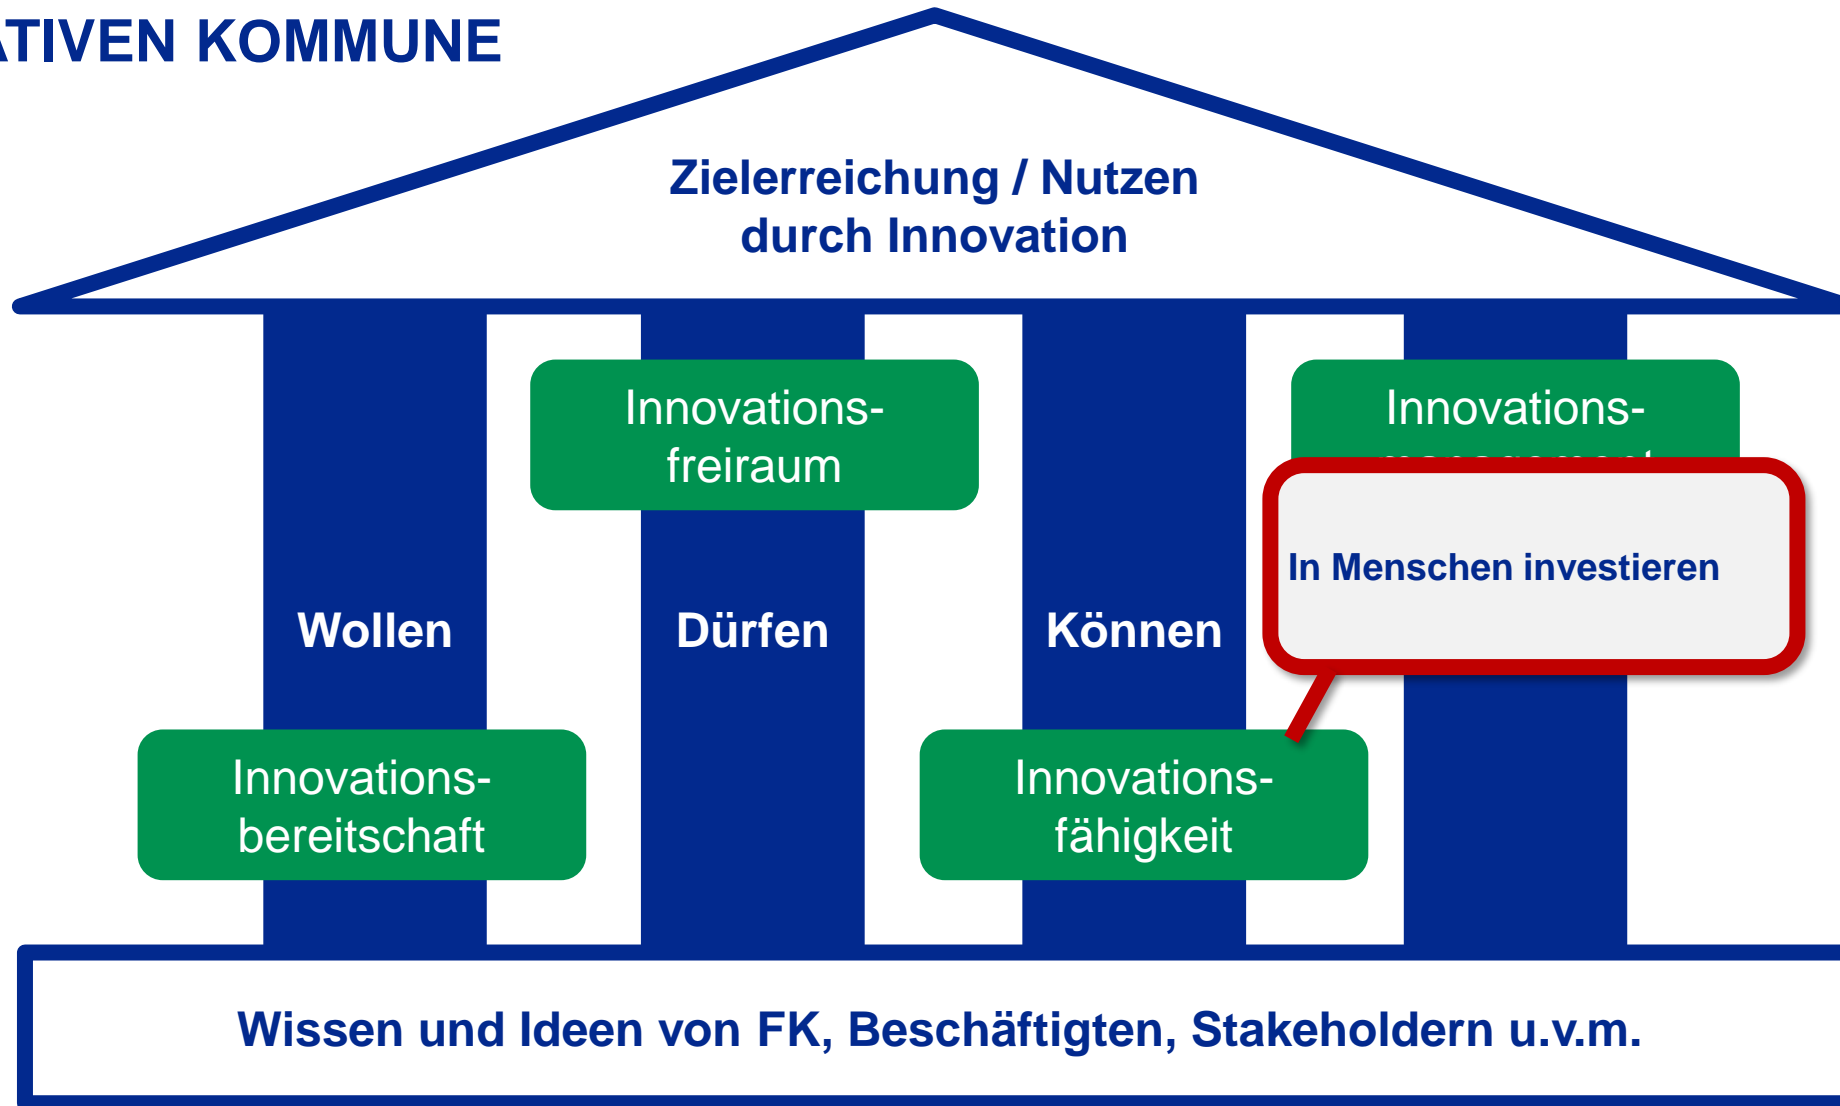 ATIVEN KOMMUNE
Zielerreichung / Nutzen
durch Innovation
Innovations-
freiraum
Innovations-
In Menschen investieren
Wollen
Dürfen
Können
Innovations-
bereitschaft
Innovations-
fähigkeit
Wissen und Ideen von FK, Beschäftigten, Stakeholdern u.v.m.